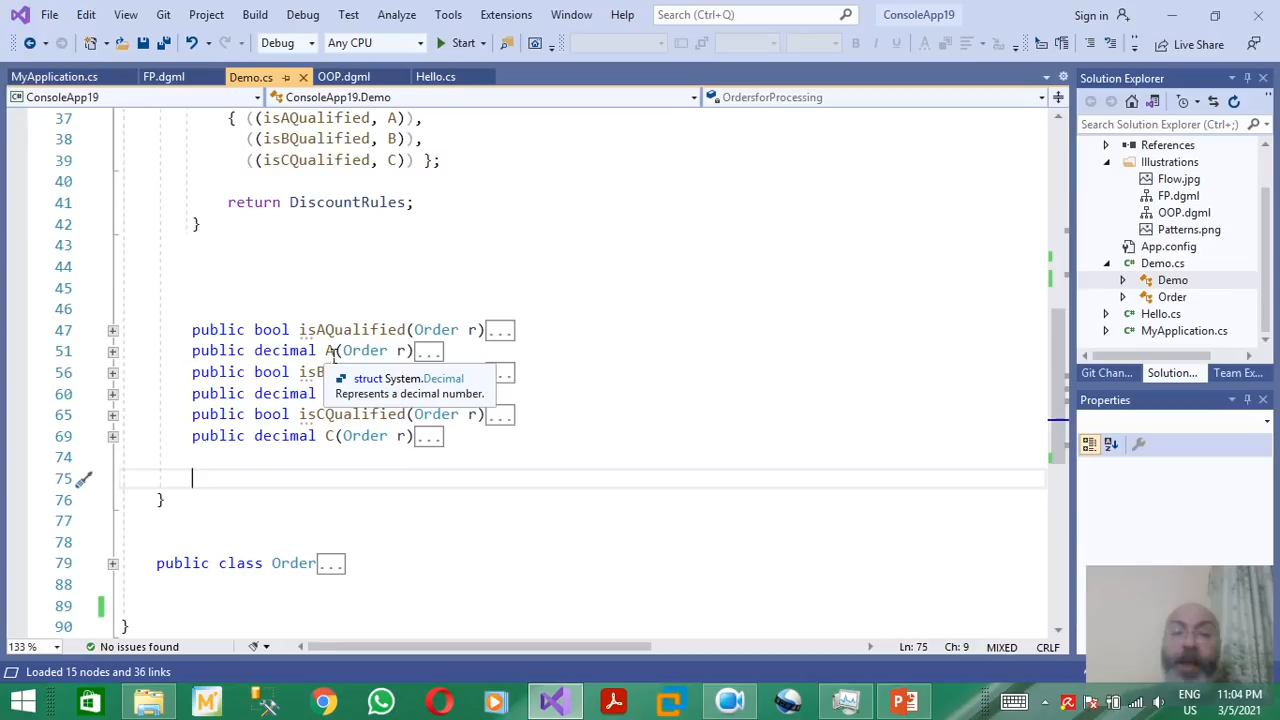 File Edit View Git Project Build Debug Test Analyze Tools Extensions Window Help Search (Ctrl+Q) ConsoleApp19 Sign in
Debug Any CPU Start Live Share
MyApplication.cs FP.dgml Demo.cs OOP.dgml Hello.cs
ConsoleApp19 ConsoleApp19.Demo OrdersforProcessing
37 { ((isAQualified, A)),
38 ((isBQualified, B)),
39 ((isCQualified, C)) };
40
41 return DiscountRules;
42 }
43
44
45
46
47 public bool isAQualified(Order r)...
51 public decimal A(Order r)...
56 public bool isB ...
60 public decimal
65 public bool isCQualified(Order r)...
69 public decimal C(Order r)...
74
75
76 }
77
78
79 public class Order...
88
89
90 }
struct System.Decimal
Represents a decimal number.
133 % No issues found Ln: 75 Ch: 9 MIXED CRLF
Loaded 15 nodes and 36 links
Solution Explorer
Search Solution Explorer (Ctrl+;)
References
Illustrations
Flow.jpg
FP.dgml
OOP.dgml
Patterns.png
App.config
C# Demo.cs
Demo
Order
C# Hello.cs
C# MyApplication.cs
Git Chan... Solution... Team Ex...
Properties
ENG
US
11:04 PM
3/5/2021